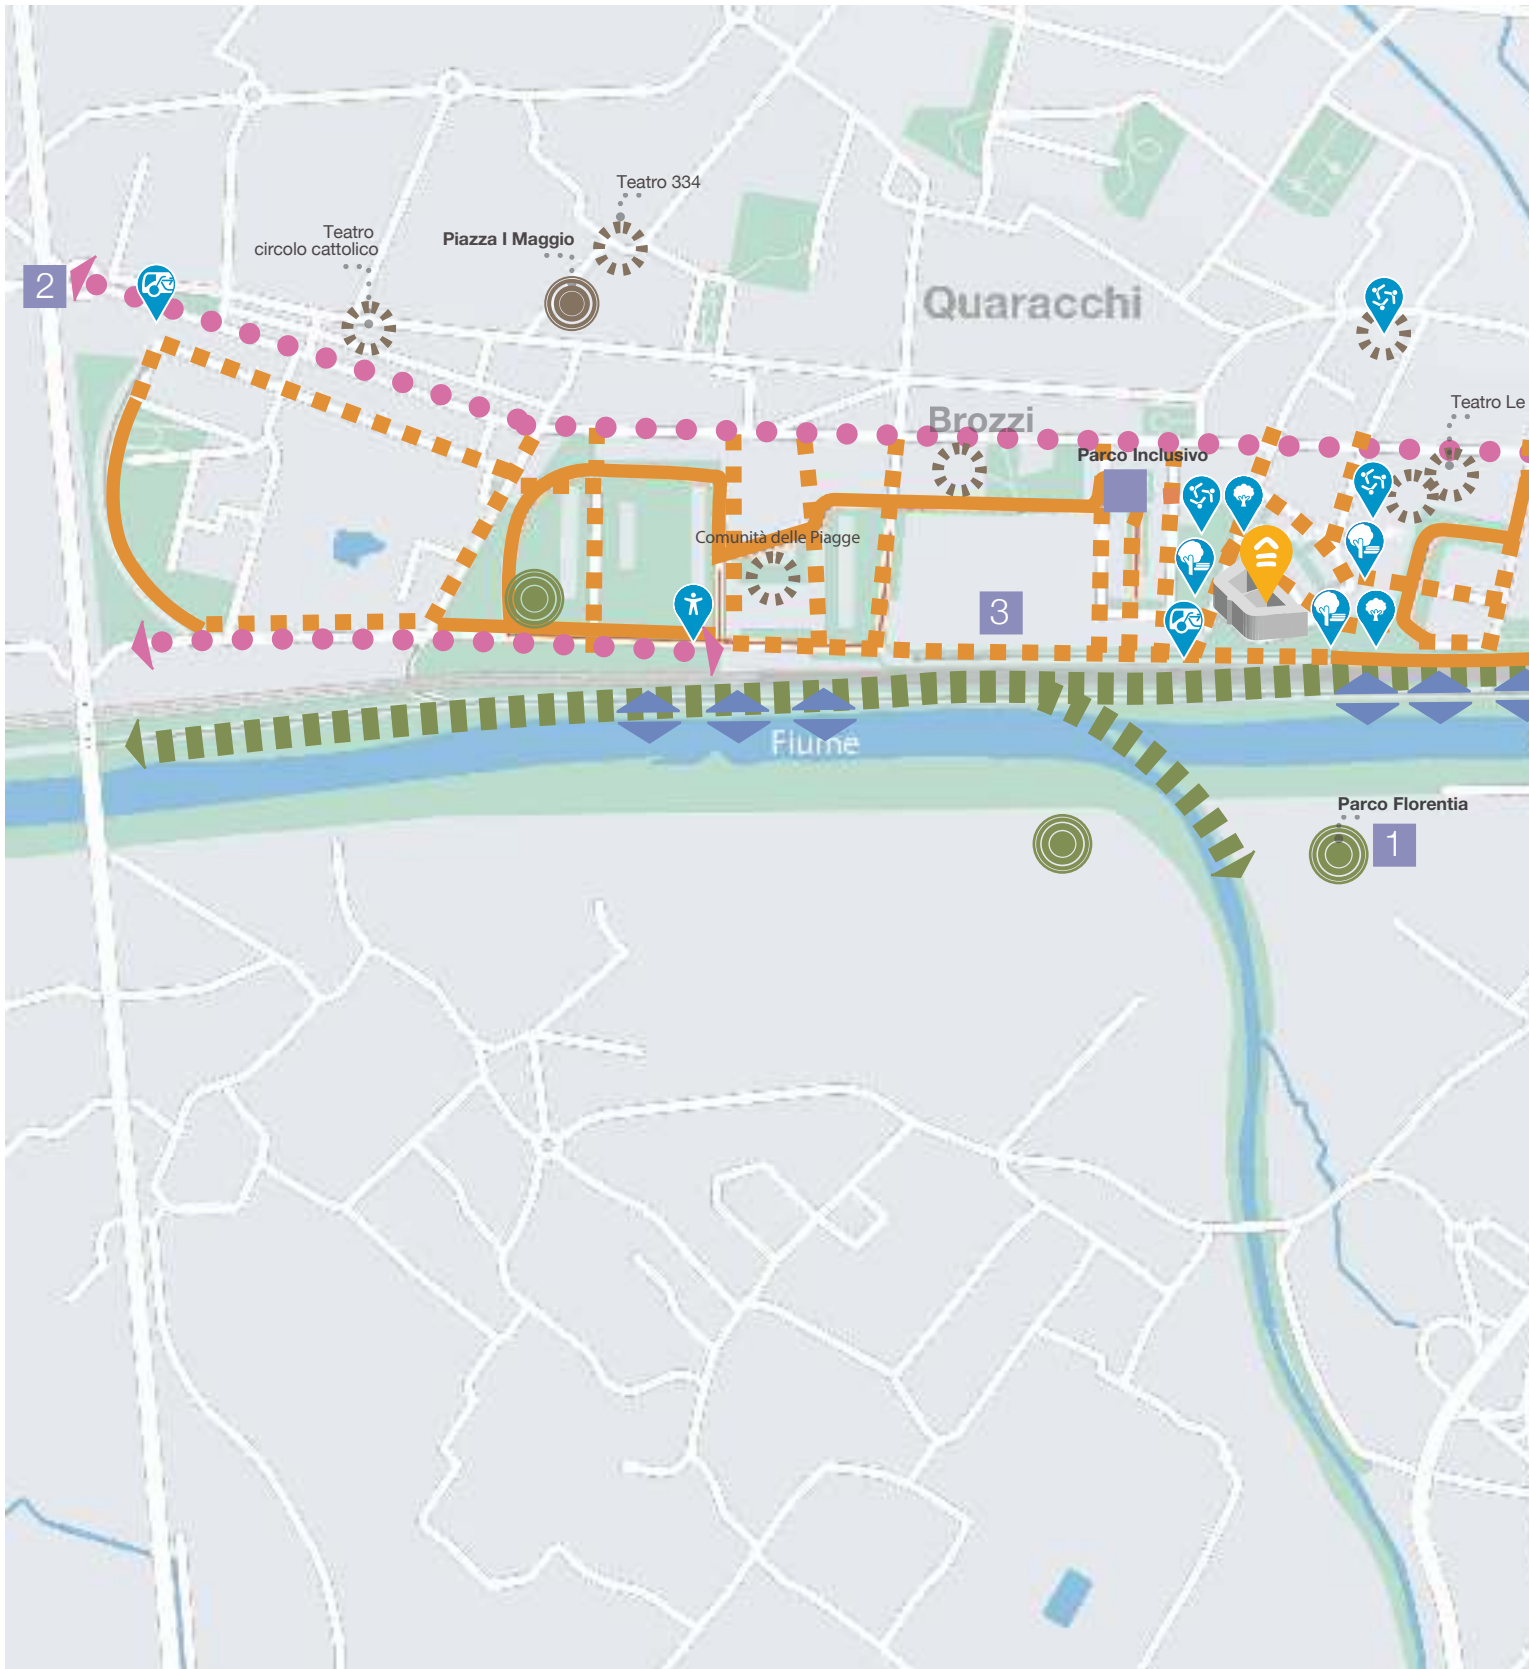 Teatro 334
Teatro
circolo cattolico
Piazza I Maggio
2
Quaracchi
Teatro Le
Brozzi
Parco Inclusivo
Comunità delle Piagge
3
Fiume
Parco Florentia
1